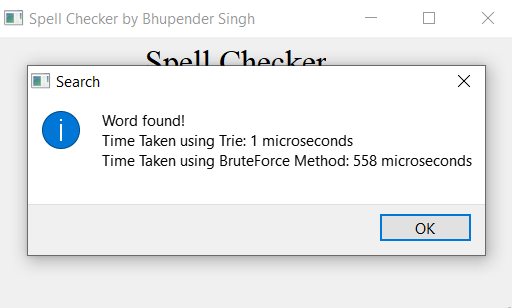 Spell Checker by Bhupender Singh
Spell Checker
Search
Word found!
Time Taken using Trie: 1 microseconds
Time Taken using BruteForce Method: 558 microseconds
OK